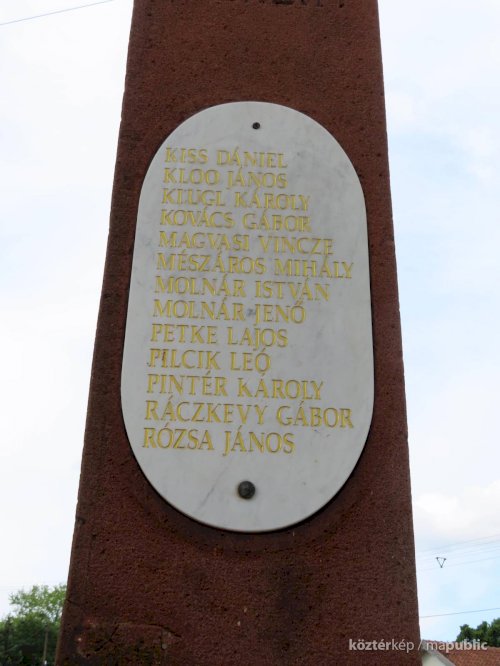 KISS DÁNIEL
KLOO JÁNOS
KLUGL KÁROLY
KOVÁCS GÁBOR
MAGVASI VINCZE
MÉSZÁROS MIHÁLY
MOLNÁR ISTVÁN
MOLNÁR JENŐ
PETKE LAJOS
PILCIK LEÓ
PINTÉR KÁROLY
RÁCZKEVY GÁBOR
RÓZSA JÁNOS
köztérkép / mapublic